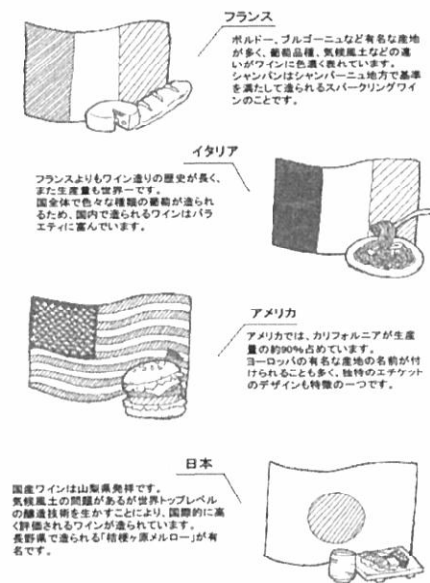 フランス
ボルドー、ブルゴーニュなど有名な産地
が多く、葡萄品種、気候風土などの違
いがワインに色濃く表れています。
シャンパンはシャンパーニュ地方で基準
を満たして造られるスパークリングワイ
ンのことです。
イタリア
フランスよりもワイン造りの歴史が長く、
また生産量も世界一です。
国全体で色々な種類の葡萄が造られ
るため、国内で造られるワインはバラ
エティに富んでいます。
アメリカ
アメリカでは、カリフォルニアが生産
量の約90%占めています。
ヨーロッパの有名な産地の名前が付
けられることも多く、独特のエチケット
のデザインも特徴の一つです。
日本
国産ワインは山梨県発祥です。
気候風土の問題があるが世界トップレベル
の醸造技術を生かすことにより、国際的に高
く評価されるワインが造られています。
長野県で造られる「桔梗ヶ原メルロー」が有
名です。